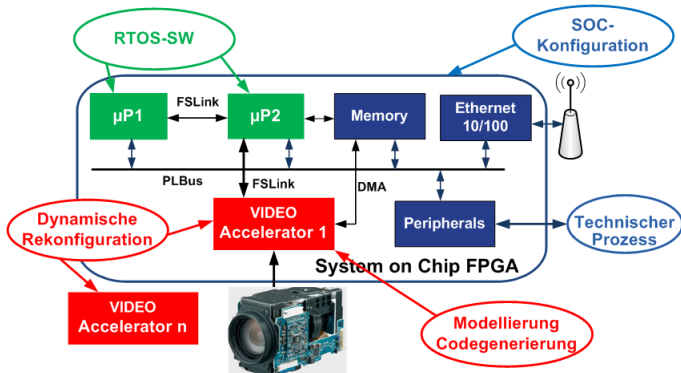 RTOS-SW
SOC-
Konfiguration
µP1
FSLink
µP2
Memory
Ethernet
10/100
PLBus
FSLink
DMA
Dynamische
Rekonfiguration
VIDEO
Accelerator 1
Peripherals
Technischer
Prozess
System on Chip FPGA
VIDEO
Accelerator n
Modellierung
Codegenerierung